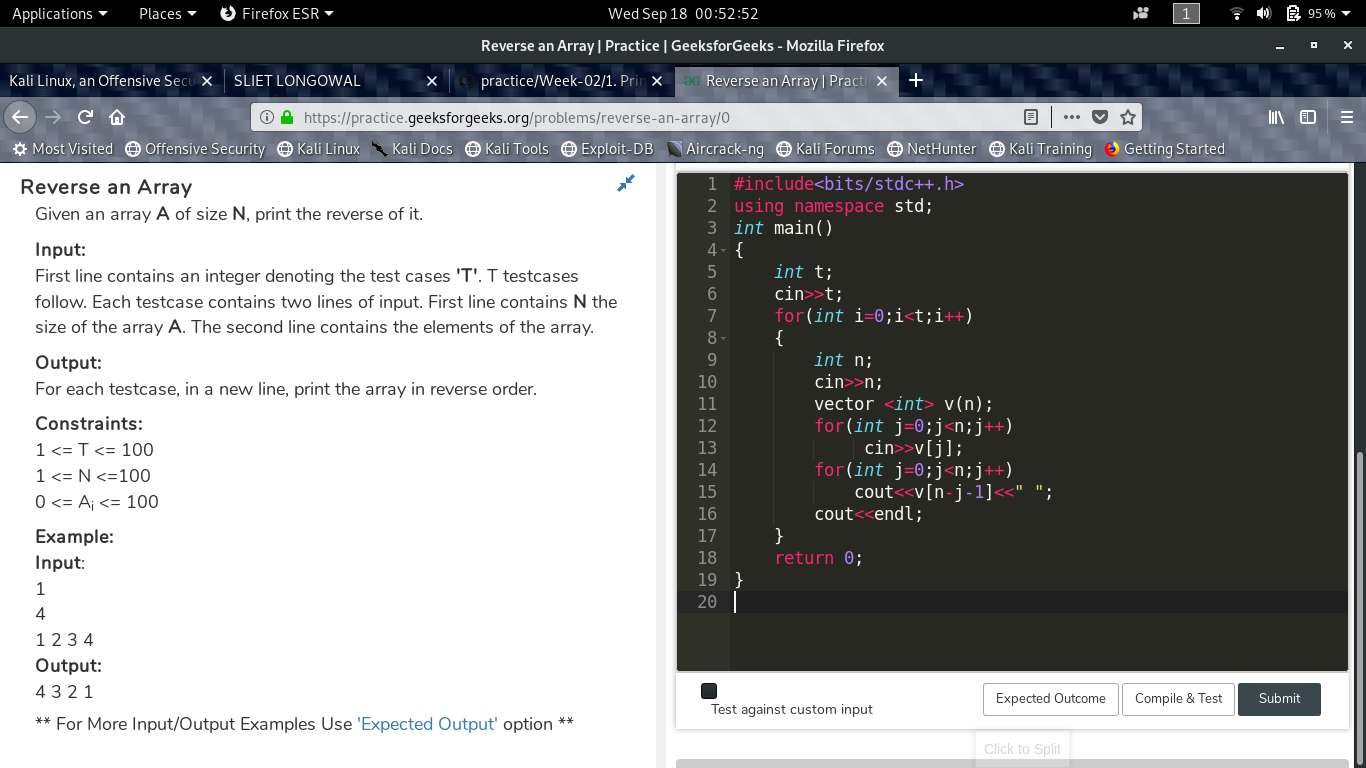 Applications Places Firefox ESR Wed Sep 18 00:52:52 1 95 %
Reverse an Array | Practice | GeeksforGeeks - Mozilla Firefox
Kali Linux, an Offensive Secu SLIET LONGOWAL practice/Week-02/1. Prin Reverse an Array | Practi
https://practice.geeksforgeeks.org/problems/reverse-an-array/0
Most Visited Offensive Security Kali Linux Kali Docs Kali Tools Exploit-DB Aircrack-ng Kali Forums NetHunter Kali Training Getting Started
Reverse an Array
Given an array A of size N, print the reverse of it.
Input:
First line contains an integer denoting the test cases 'T'. T testcases
follow. Each testcase contains two lines of input. First line contains N the
size of the array A. The second line contains the elements of the array.
Output:
For each testcase, in a new line, print the array in reverse order.
Constraints:
1 <= T <= 100
1 <= N <=100
0 <= Ai <= 100
Example:
Input:
1
4
1 2 3 4
Output:
4 3 2 1
** For More Input/Output Examples Use 'Expected Output' option **
1 #include<bits/stdc++.h>
2 using namespace std;
3 int main()
4 {
5     int t;
6     cin>>t;
7     for(int i=0;i<t;i++)
8     {
9         int n;
10         cin>>n;
11         vector <int> v(n);
12         for(int j=0;j<n;j++)
13              cin>>v[j];
14         for(int j=0;j<n;j++)
15             cout<<v[n-j-1]<<" ";
16         cout<<endl;
17     }
18     return 0;
19 }
20
Test against custom input
Expected Outcome Compile & Test Submit
Click to Split